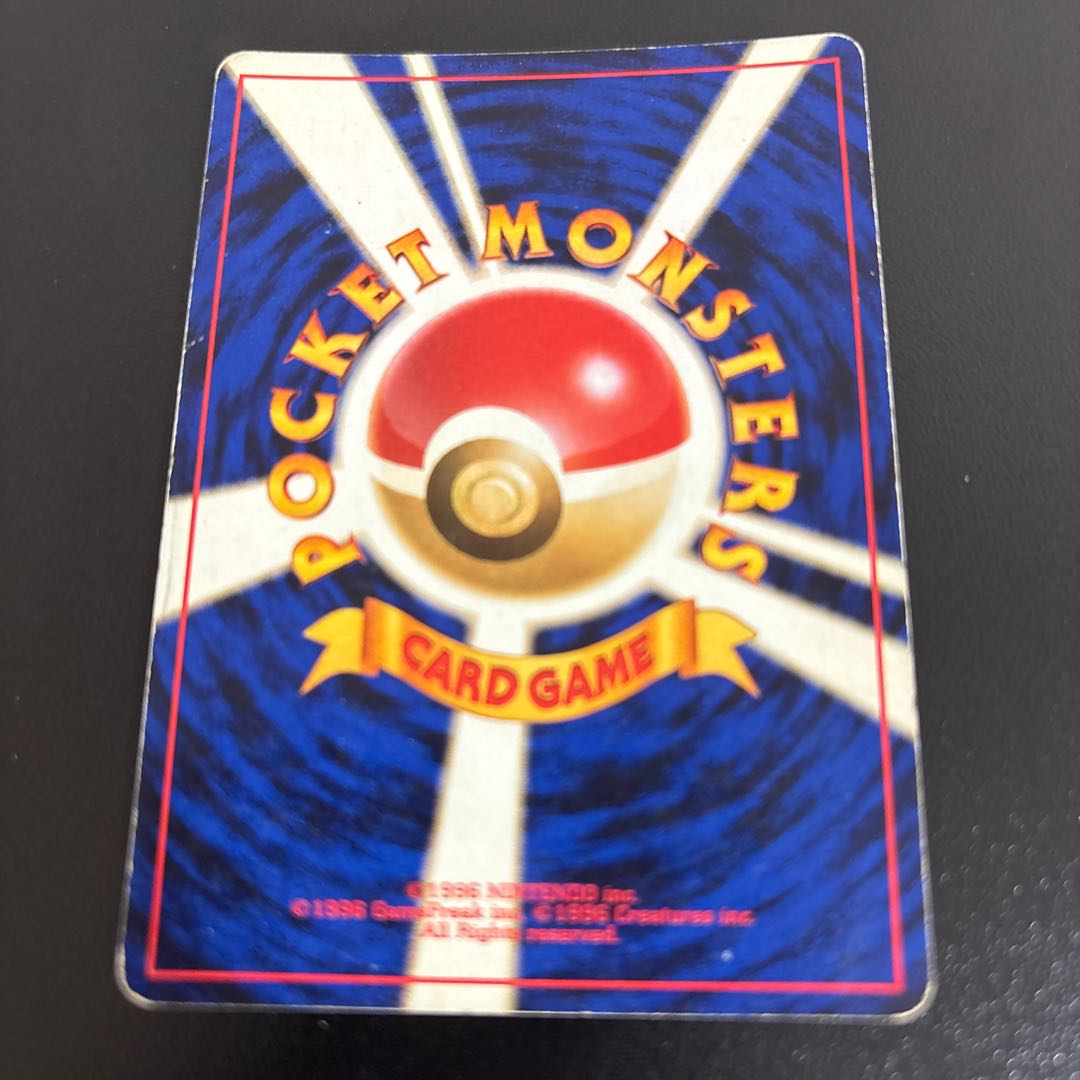 POCKET MONSTERS
CARD GAME
©1996 NINTENDO inc.
©1996 GameFreak inc. ©1996 Creatures inc.
All Rights reserved.